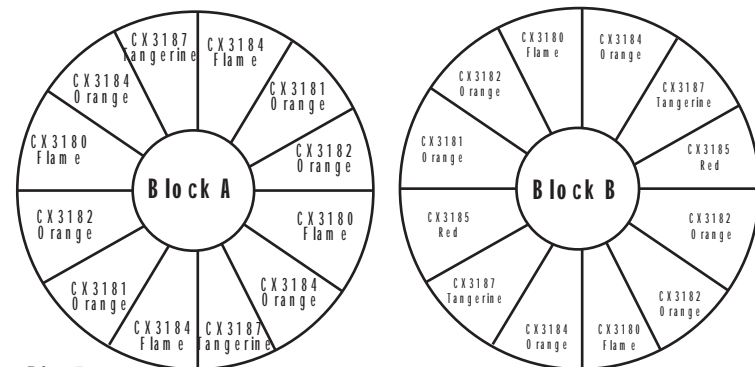 CX3187
Tangerine
CX3184
Flame
CX3181
Orange
CX3182
Orange
CX3180
Flame
CX3184
Orange
CX3187
Tangerine
CX3184
Flame
CX3181
Orange
CX3182
Orange
CX3180
Flame
CX3184
Orange
Block A
CX3180
Flame
CX3184
Orange
CX3187
Tangerine
CX3185
Red
CX3182
Orange
CX3182
Orange
CX3180
Flame
CX3184
Orange
CX3187
Tangerine
CX3185
Red
CX3181
Orange
CX3182
Orange
Block B